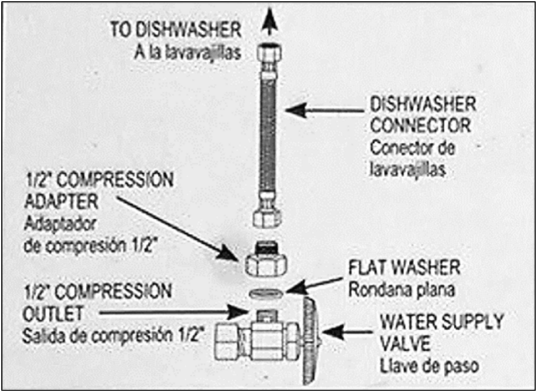 TO DISHWASHER
A la lavavajillas
DISHWASHER
CONNECTOR
Conector de
lavavajillas
1/2" COMPRESSION
ADAPTER
Adaptador
de compresión 1/2"
FLAT WASHER
Rondana plana
1/2" COMPRESSION
OUTLET
Salida de compresión 1/2"
WATER SUPPLY
VALVE
Llave de paso